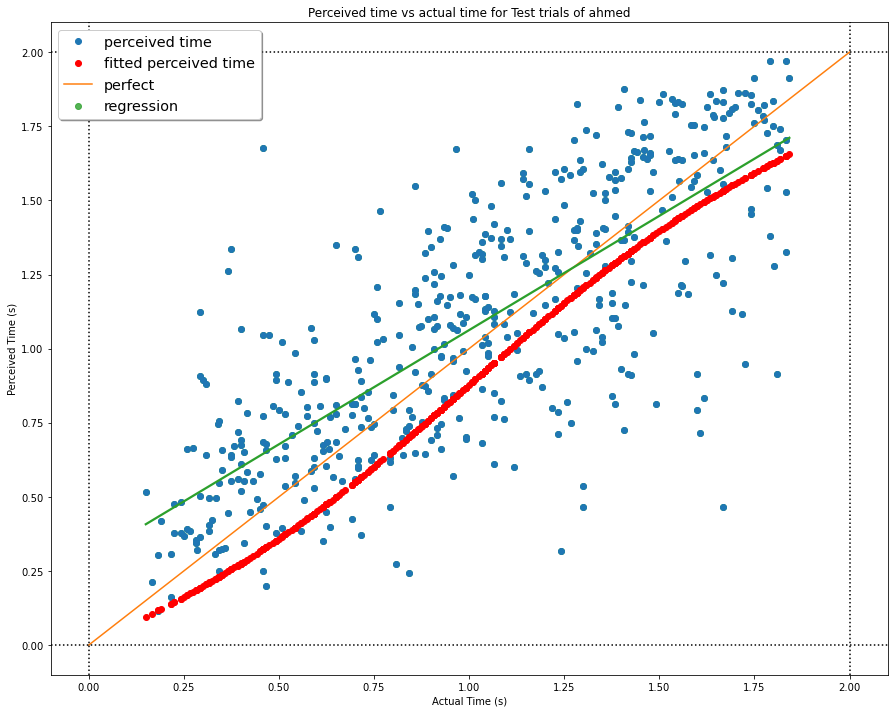 Perceived time vs actual time for Test trials of ahmed
perceived time
fitted perceived time
perfect
regression
2.00
1.75
1.50
1.25
1.00
0.75
0.50
0.25
0.00
Perceived Time (s)
0.00 0.25 0.50 0.75 1.00 1.25 1.50 1.75 2.00
Actual Time (s)